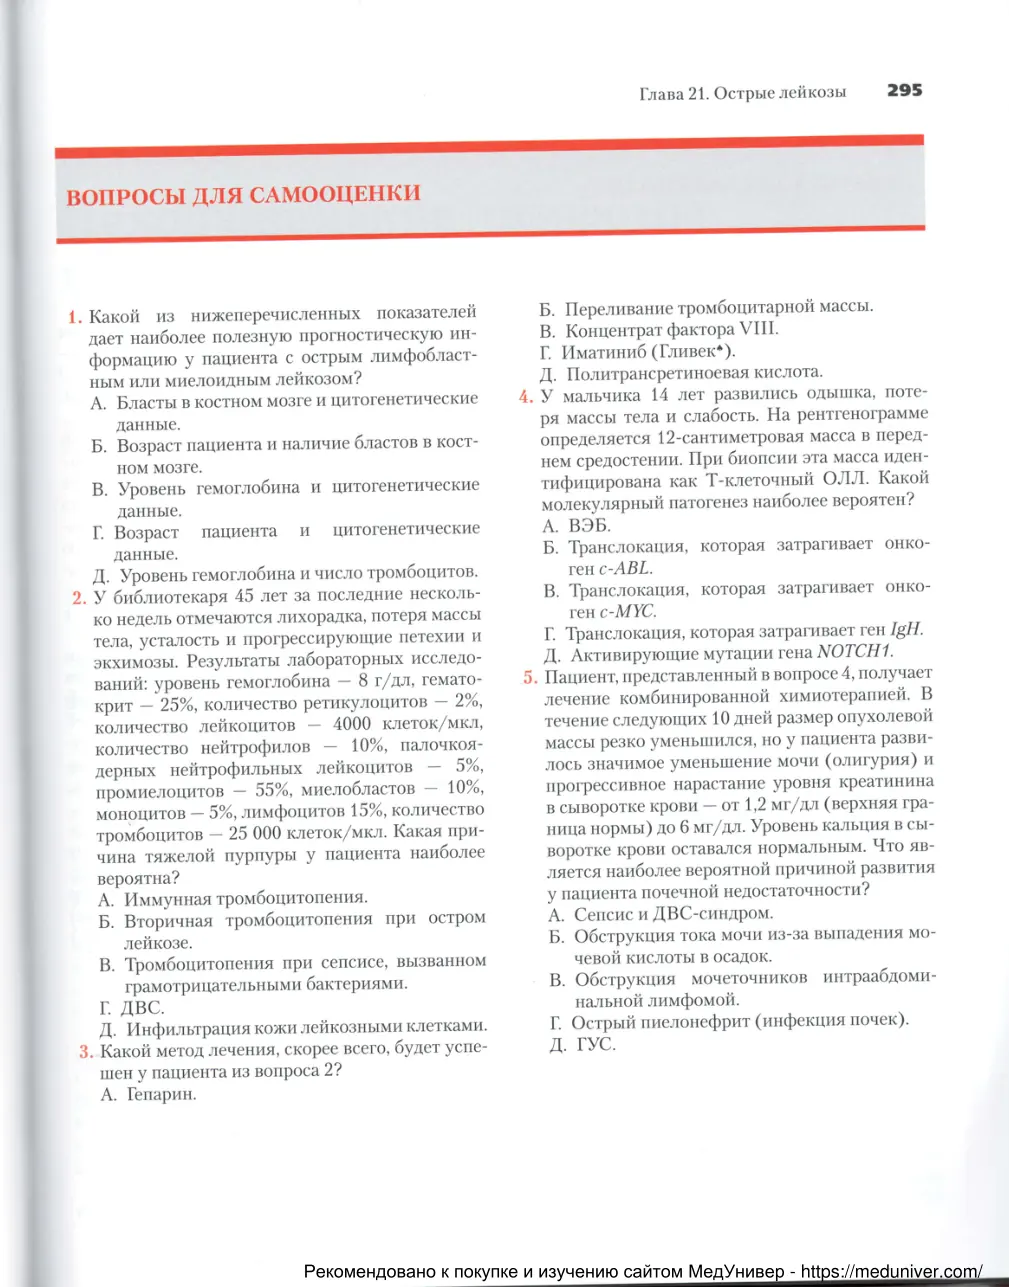 Глава 21. Острые лейкозы 295
ВОПРОСЫ ДЛЯ САМООЦЕНКИ
1. Какой из нижеперечисленных показателей
дает наиболее полезную прогностическую ин-
формацию у пациента с острым лимфобласт-
ным или миелоидным лейкозом?
А. Бласты в костном мозге и цитогенетические
данные.
Б. Возраст пациента и наличие бластов в кост-
ном мозге.
В. Уровень гемоглобина и цитогенетические
данные.
Г. Возраст пациента и цитогенетические
данные.
Д. Уровень гемоглобина и число тромбоцитов.
2. У библиотекаря 45 лет за последние несколь-
ко недель отмечаются лихорадка, потеря массы
тела, усталость и прогрессирующие петехии и
экхимозы. Результаты лабораторных исследо-
ваний: уровень гемоглобина — 8 г/дл, гемато-
крит — 25%, количество ретикулоцитов — 2%,
количество лейкоцитов — 4000 клеток/мкл,
количество нейтрофилов — 10%, палочкоя-
дерных нейтрофильных лейкоцитов — 5%,
промиелоцитов — 55%, миелобластов — 10%,
моноцитов — 5%, лимфоцитов 15%, количество
тромбоцитов — 25 000 клеток/мкл. Какая при-
чина тяжелой пурпуры у пациента наиболее
вероятна?
А. Иммунная тромбоцитопения.
Б. Вторичная тромбоцитопения при остром
лейкозе.
В. Тромбоцитопения при сепсисе, вызванном
грамотрицательными бактериями.
Г. ДВС.
Д. Инфильтрация кожи лейкозными клетками.
3. Какой метод лечения, скорее всего, будет успе-
шен у пациента из вопроса 2?
А. Гепарин.
Б. Переливание тромбоцитарной массы.
В. Концентрат фактора VIII.
Г. Иматиниб (Гливек♠).
Д. Политрансретиноевая кислота.
4. У мальчика 14 лет развились одышка, поте-
ря массы тела и слабость. На рентгенограмме
определяется 12-сантиметровая масса в перед-
нем средостении. При биопсии эта масса иден-
тифицирована как Т-клеточный ОЛЛ. Какой
молекулярный патогенез наиболее вероятен?
А. ВЭБ.
Б. Транслокация, которая затрагивает онко-
ген c-ABL.
В. Транслокация, которая затрагивает онко-
ген c-MYC.
Г. Транслокация, которая затрагивает ген IgH.
Д. Активирующие мутации гена NOTCH1.
5. Пациент, представленный в вопросе 4, получает
лечение комбинированной химиотерапией. В
течение следующих 10 дней размер опухолевой
массы резко уменьшился, но у пациента разви-
лось значимое уменьшение мочи (олигурия) и
прогрессивное нарастание уровня креатинина
в сыворотке крови — от 1,2 мг/дл (верхняя гра-
ница нормы) до 6 мг/дл. Уровень кальция в сы-
воротке крови оставался нормальным. Что яв-
ляется наиболее вероятной причиной развития
у пациента почечной недостаточности?
А. Сепсис и ДВС-синдром.
Б. Обструкция тока мочи из-за выпадения мо-
чевой кислоты в осадок.
В. Обструкция мочеточников интраабдоми-
нальной лимфомой.
Г. Острый пиелонефрит (инфекция почек).
Д. ГУС.
Рекомендовано к покупке и изучению сайтом МедУнивер - https://meduniver.com/